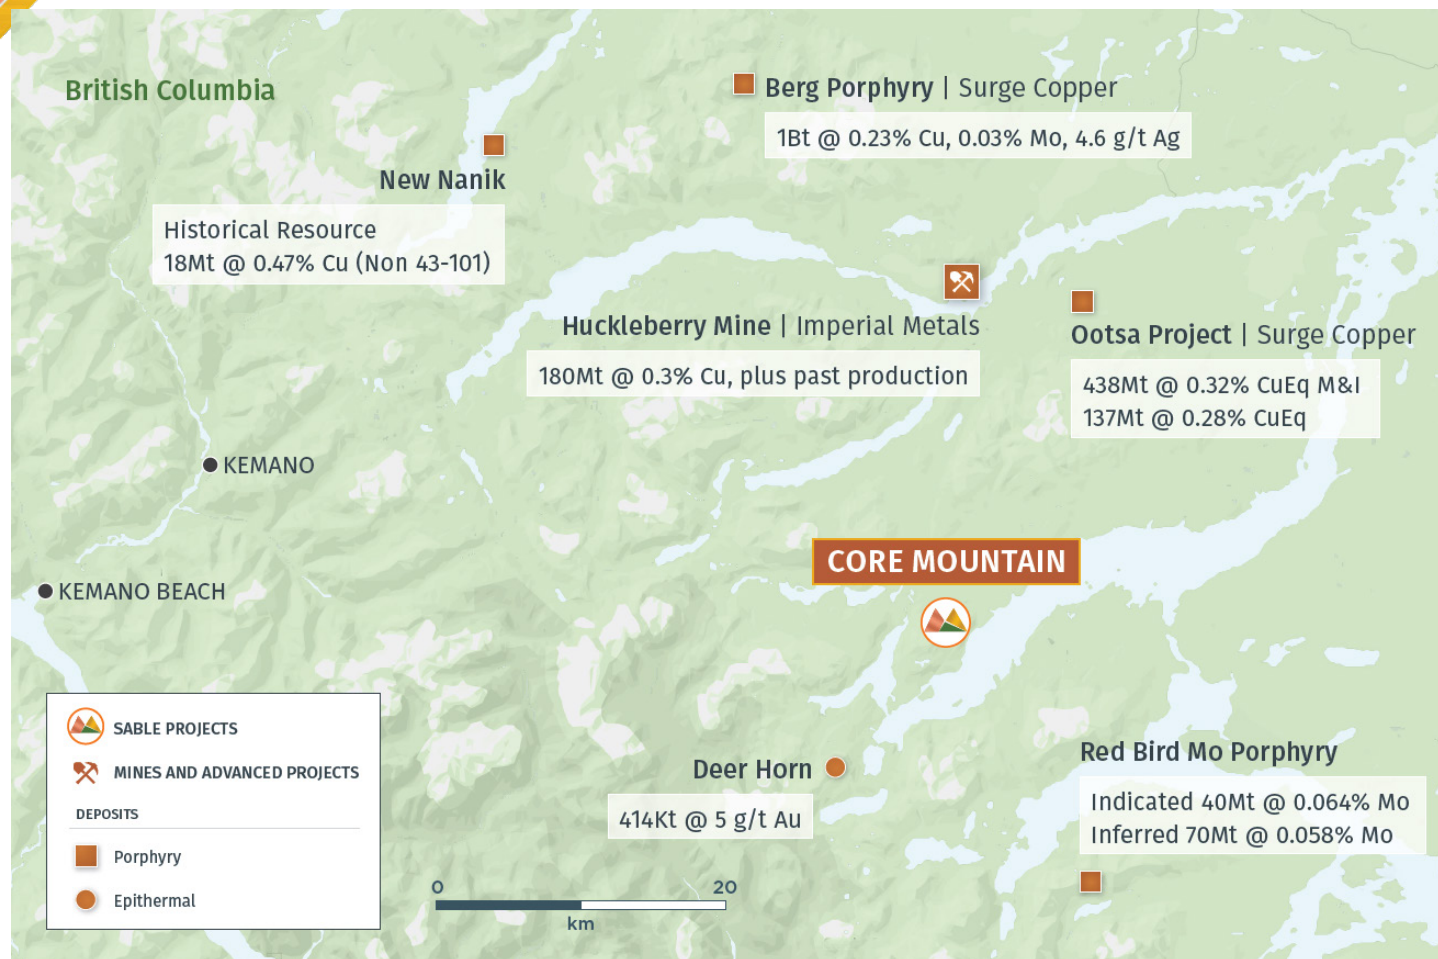 British Columbia
Berg Porphyry | Surge Copper
1Bt @ 0.23% Cu, 0.03% Mo, 4.6 g/t Ag
New Nanik
Historical Resource
18Mt @ 0.47% Cu (Non 43-101)
Huckleberry Mine | Imperial Metals
180Mt @ 0.3% Cu, plus past production
Ootsa Project | Surge Copper
438Mt @ 0.32% CuEq M&I
137Mt @ 0.28% CuEq
KEMANO
CORE MOUNTAIN
KEMANO BEACH
Deer Horn
414Kt @ 5 g/t Au
Red Bird Mo Porphyry
Indicated 40Mt @ 0.064% Mo
Inferred 70Mt @ 0.058% Mo
SABLE PROJECTS
MINES AND ADVANCED PROJECTS
DEPOSITS
Porphyry
Epithermal
0 20
km